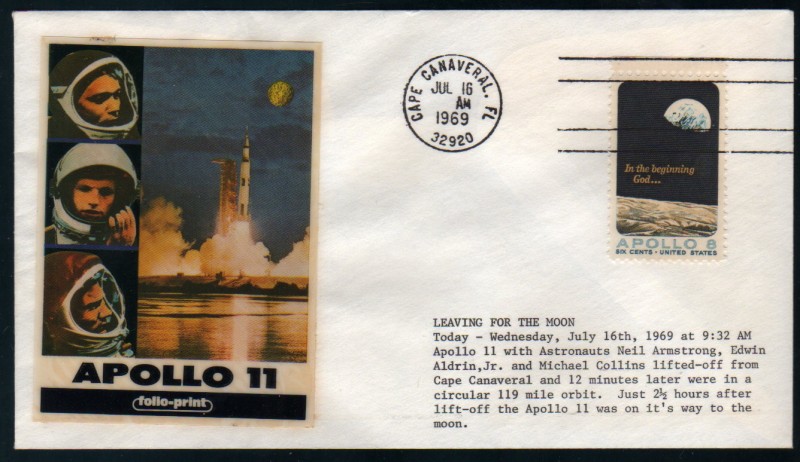 CAPE CANAVERAL, FL
JUL 16
AM
1969
32920
In the beginning
God...
APOLLO 8
SIX CENTS · UNITED STATES
APOLLO 11
folio-print
LEAVING FOR THE MOON
Today - Wednesday, July 16th, 1969 at 9:32 AM
Apollo 11 with Astronauts Neil Armstrong, Edwin
Aldrin,Jr. and Michael Collins lifted-off from
Cape Canaveral and 12 minutes later were in a
circular 119 mile orbit.  Just 2½ hours after
lift-off the Apollo 11 was on it's way to the
moon.